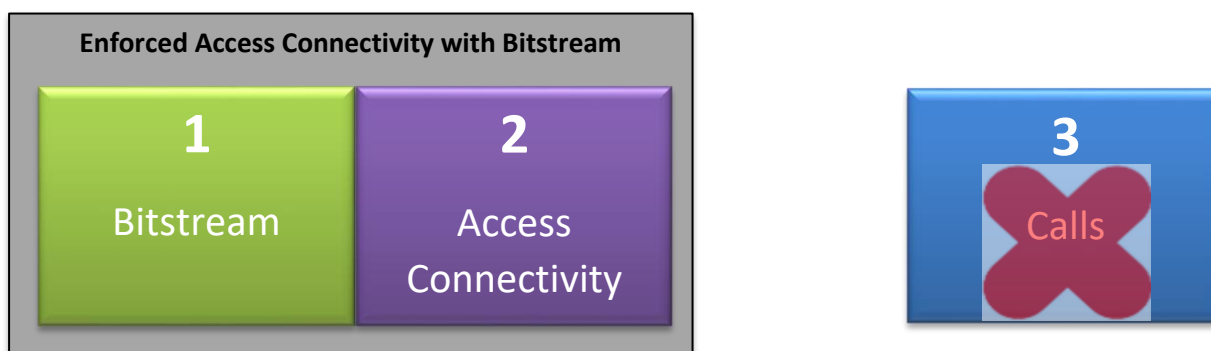 Enforced Access Connectivity with Bitstream
1
Bitstream
2
Access
Connectivity
3
Calls